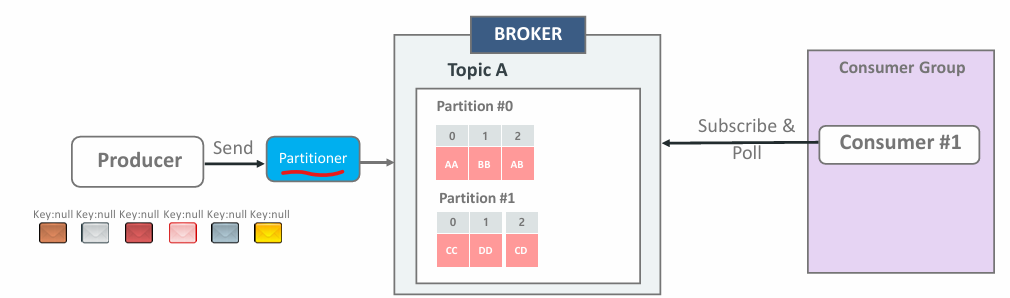 BROKER
Topic A
Consumer Group
Partition #0
0 1 2
AA BB AB
Subscribe &
Poll
Consumer #1
Producer
Send
Partitioner
Partition #1
0 1 2
CC DD CD
Key:null Key:null Key:null Key:null Key:null Key:null